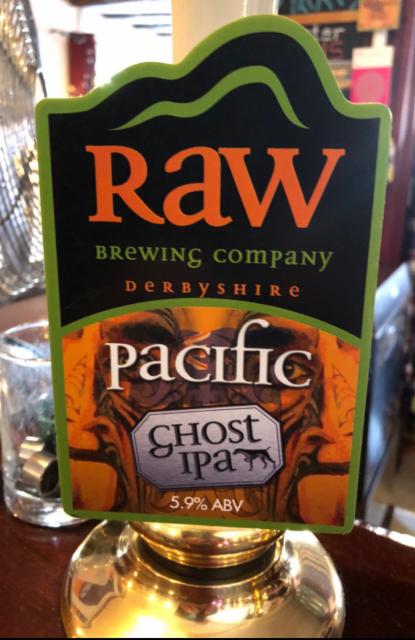 Raw
Brewing Company
Derbyshire
pacific
GHOST
IPA
5.9% ABV